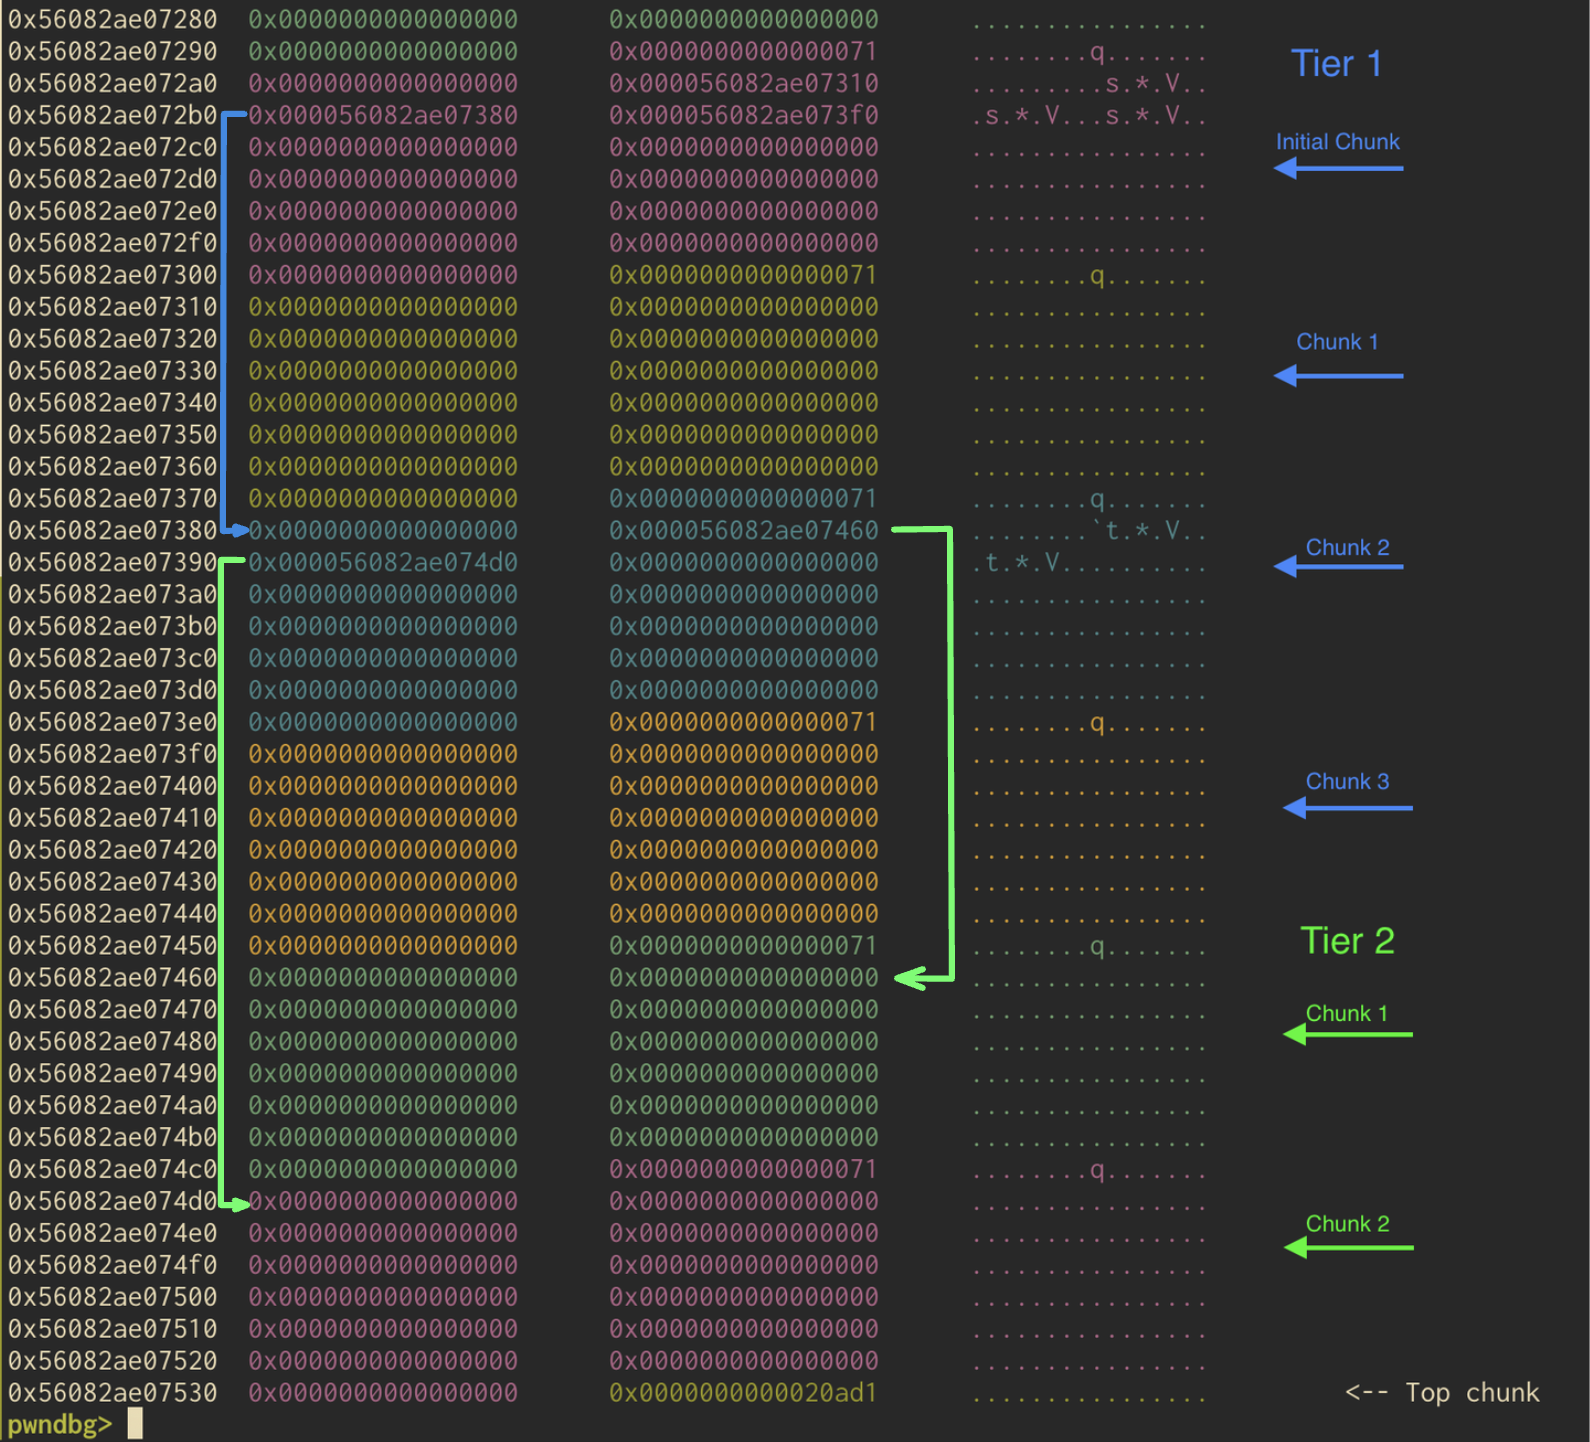 0x56082ae07280 0x0000000000000000 0x0000000000000000 ................
0x56082ae07290 0x0000000000000000 0x0000000000000071 ........q.......
Tier 1
0x56082ae072a0 0x0000000000000000 0x000056082ae07310 .........s.*.V..
0x56082ae072b0 0x000056082ae07380 0x000056082ae073f0 .s.*.V...s.*.V..
0x56082ae072c0 0x0000000000000000 0x0000000000000000 ................ Initial Chunk
0x56082ae072d0 0x0000000000000000 0x0000000000000000 ................
0x56082ae072e0 0x0000000000000000 0x0000000000000000 ................
0x56082ae072f0 0x0000000000000000 0x0000000000000000 ................
0x56082ae07300 0x0000000000000000 0x0000000000000071 ........q.......
0x56082ae07310 0x0000000000000000 0x0000000000000000 ................
0x56082ae07320 0x0000000000000000 0x0000000000000000 ................ Chunk 1
0x56082ae07330 0x0000000000000000 0x0000000000000000 ................
0x56082ae07340 0x0000000000000000 0x0000000000000000 ................
0x56082ae07350 0x0000000000000000 0x0000000000000000 ................
0x56082ae07360 0x0000000000000000 0x0000000000000000 ................
0x56082ae07370 0x0000000000000000 0x0000000000000071 ........q.......
0x56082ae07380 0x0000000000000000 0x000056082ae07460 ........`t.*.V..
Chunk 2
0x56082ae07390 0x000056082ae074d0 0x0000000000000000 .t.*.V..........
0x56082ae073a0 0x0000000000000000 0x0000000000000000 ................
0x56082ae073b0 0x0000000000000000 0x0000000000000000 ................
0x56082ae073c0 0x0000000000000000 0x0000000000000000 ................
0x56082ae073d0 0x0000000000000000 0x0000000000000000 ................
0x56082ae073e0 0x0000000000000000 0x0000000000000071 ........q.......
0x56082ae073f0 0x0000000000000000 0x0000000000000000 ................
0x56082ae07400 0x0000000000000000 0x0000000000000000 ................ Chunk 3
0x56082ae07410 0x0000000000000000 0x0000000000000000 ................
0x56082ae07420 0x0000000000000000 0x0000000000000000 ................
0x56082ae07430 0x0000000000000000 0x0000000000000000 ................
0x56082ae07440 0x0000000000000000 0x0000000000000000 ................
0x56082ae07450 0x0000000000000000 0x0000000000000071 ........q....... Tier 2
0x56082ae07460 0x0000000000000000 0x0000000000000000 ................
0x56082ae07470 0x0000000000000000 0x0000000000000000 ................ Chunk 1
0x56082ae07480 0x0000000000000000 0x0000000000000000 ................
0x56082ae07490 0x0000000000000000 0x0000000000000000 ................
0x56082ae074a0 0x0000000000000000 0x0000000000000000 ................
0x56082ae074b0 0x0000000000000000 0x0000000000000000 ................
0x56082ae074c0 0x0000000000000000 0x0000000000000071 ........q.......
0x56082ae074d0 0x0000000000000000 0x0000000000000000 ................
0x56082ae074e0 0x0000000000000000 0x0000000000000000 ................ Chunk 2
0x56082ae074f0 0x0000000000000000 0x0000000000000000 ................
0x56082ae07500 0x0000000000000000 0x0000000000000000 ................
0x56082ae07510 0x0000000000000000 0x0000000000000000 ................
0x56082ae07520 0x0000000000000000 0x0000000000000000 ................
0x56082ae07530 0x0000000000000000 0x0000000000020ad1 ................ <-- Top chunk
pwndbg>